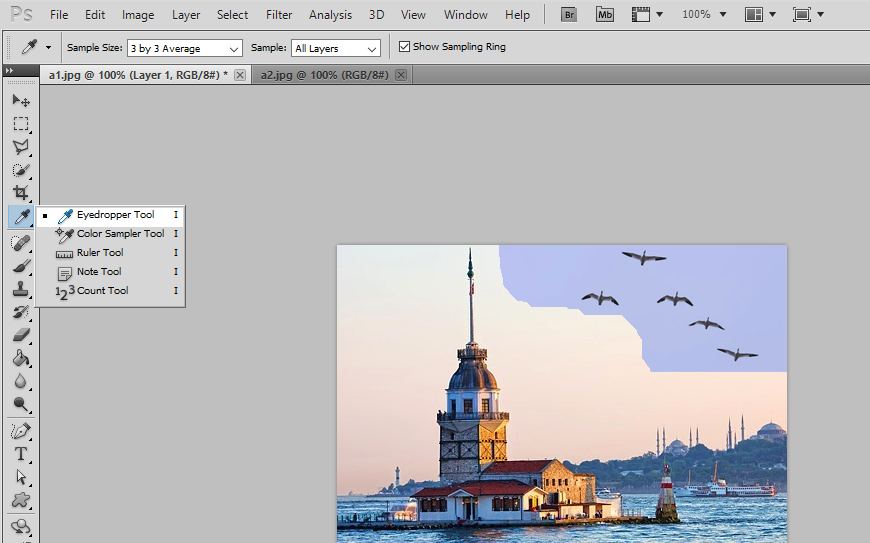 Ps File Edit Image Layer Select Filter Analysis 3D View Window Help Br Mb 100%
Sample Size: 3 by 3 Average Sample: All Layers Show Sampling Ring
a1.jpg @ 100% (Layer 1, RGB/8#) * a2.jpg @ 100% (RGB/8#)
Eyedropper Tool I
Color Sampler Tool I
Ruler Tool I
Note Tool I
123 Count Tool I
T